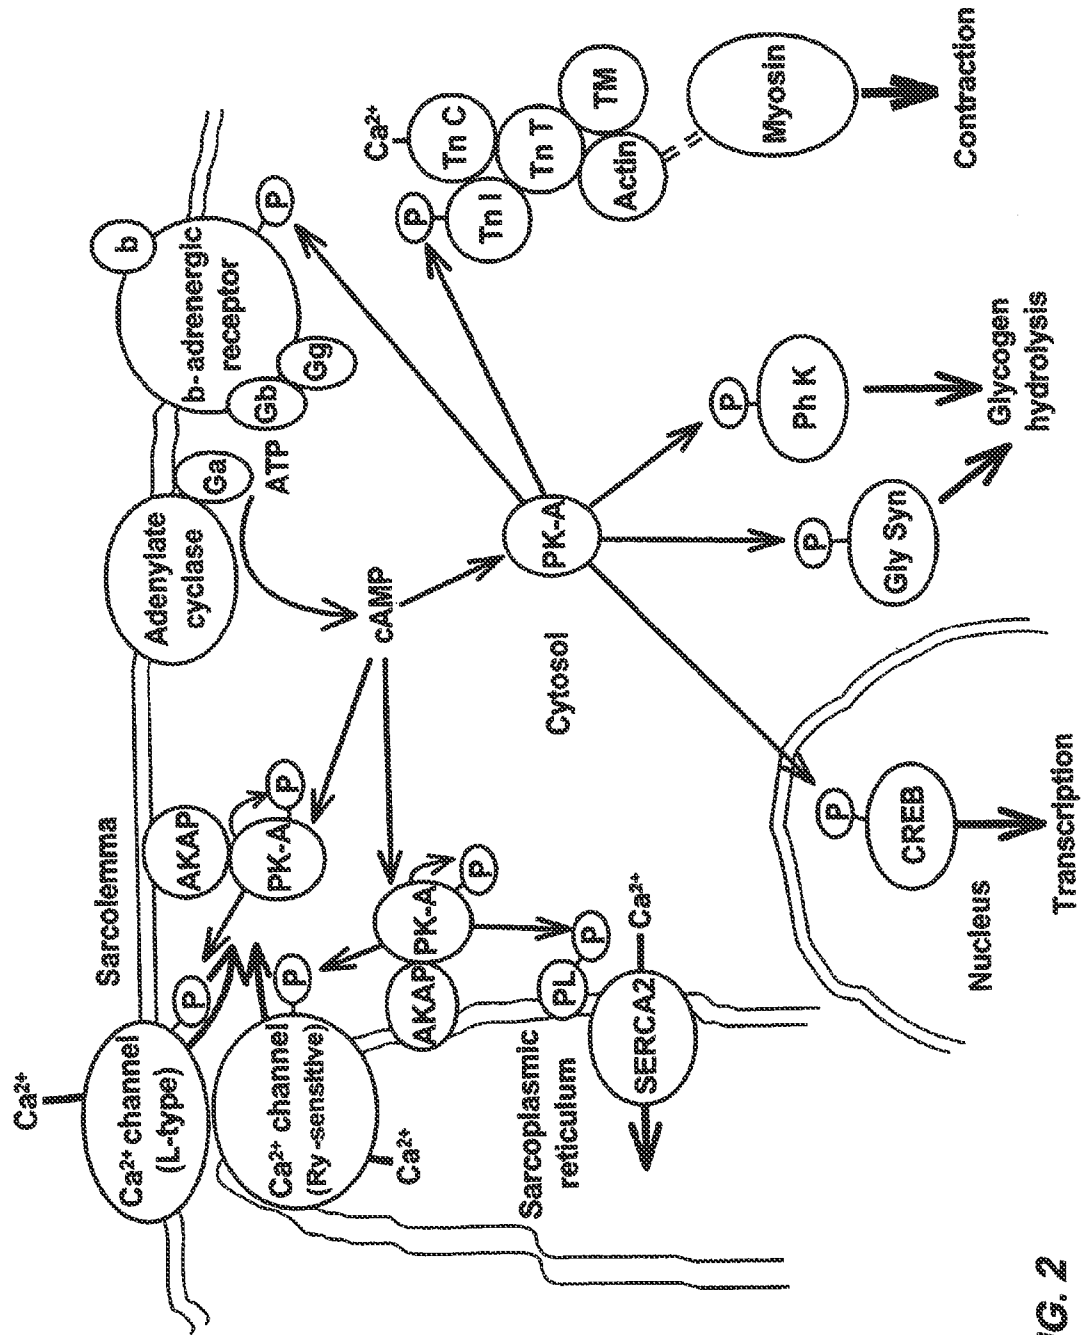 Ca²⁺
Sarcolemma
Ca²⁺ channel
(L-type)
P
AKAP
Adenylate
cyclase
b
b-adrenergic
receptor
Ga
Gb
Gg
P
ATP
Ca²⁺ channel
(Ry-sensitive)
P
PK-A
P
Ca²⁺
AKAP
PK-A
P
cAMP
P
Ca²⁺
Tn I
Tn C
Tn T
TM
Actin
Sarcoplasmic
reticulum
PL
P
Cytosol
PK-A
SERCA2
Ca²⁺
P
Ph K
Myosin
P
Gly Syn
P
CREB
Nucleus
Contraction
Glycogen
hydrolysis
Transcription
IG. 2